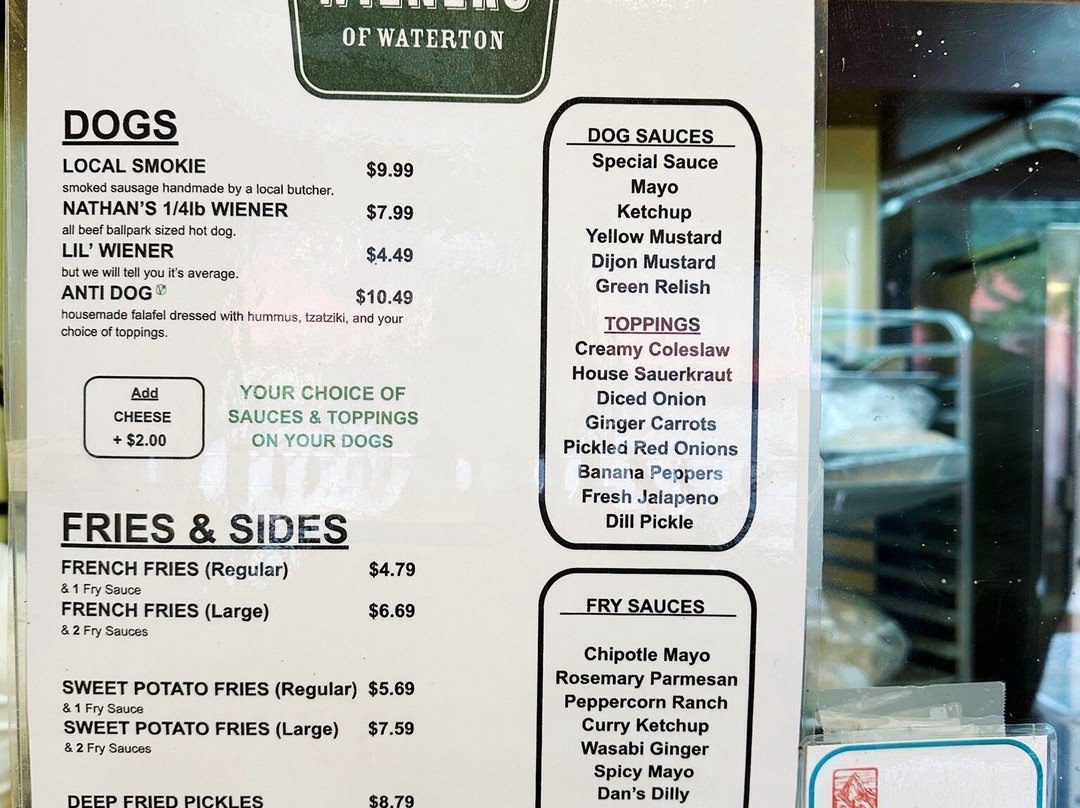 WIENERS
OF WATERTON
DOGS
LOCAL SMOKIE $9.99
smoked sausage handmade by a local butcher.
NATHAN'S 1/4lb WIENER $7.99
all beef ballpark sized hot dog.
LIL' WIENER $4.49
but we will tell you it's average.
ANTI DOG $10.49
housemade falafel dressed with hummus, tzatziki, and your
choice of toppings.
Add
CHEESE
+ $2.00
YOUR CHOICE OF
SAUCES & TOPPINGS
ON YOUR DOGS
FRIES & SIDES
FRENCH FRIES (Regular) $4.79
& 1 Fry Sauce
FRENCH FRIES (Large) $6.69
& 2 Fry Sauces
SWEET POTATO FRIES (Regular) $5.69
& 1 Fry Sauce
SWEET POTATO FRIES (Large) $7.59
& 2 Fry Sauces
DEEP FRIED PICKLES $8.79
DOG SAUCES
Special Sauce
Mayo
Ketchup
Yellow Mustard
Dijon Mustard
Green Relish
TOPPINGS
Creamy Coleslaw
House Sauerkraut
Diced Onion
Ginger Carrots
Pickled Red Onions
Banana Peppers
Fresh Jalapeno
Dill Pickle
FRY SAUCES
Chipotle Mayo
Rosemary Parmesan
Peppercorn Ranch
Curry Ketchup
Wasabi Ginger
Spicy Mayo
Dan's Dilly